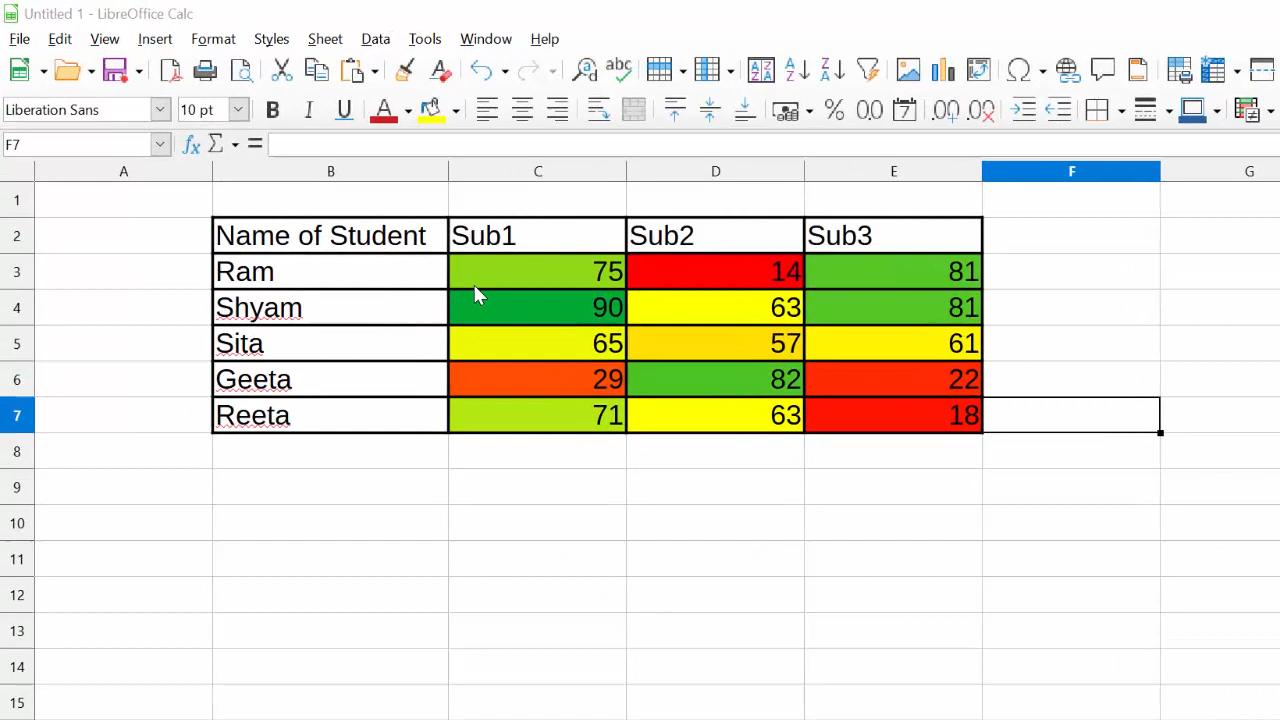 Untitled 1 - LibreOffice Calc
File Edit View Insert Format Styles Sheet Data Tools Window Help
Liberation Sans 10 pt
F7
A B C D E F G
1
2 Name of Student Sub1 Sub2 Sub3
3 Ram 75 14 81
4 Shyam 90 63 81
5 Sita 65 57 61
6 Geeta 29 82 22
7 Reeta 71 63 18
8
9
10
11
12
13
14
15